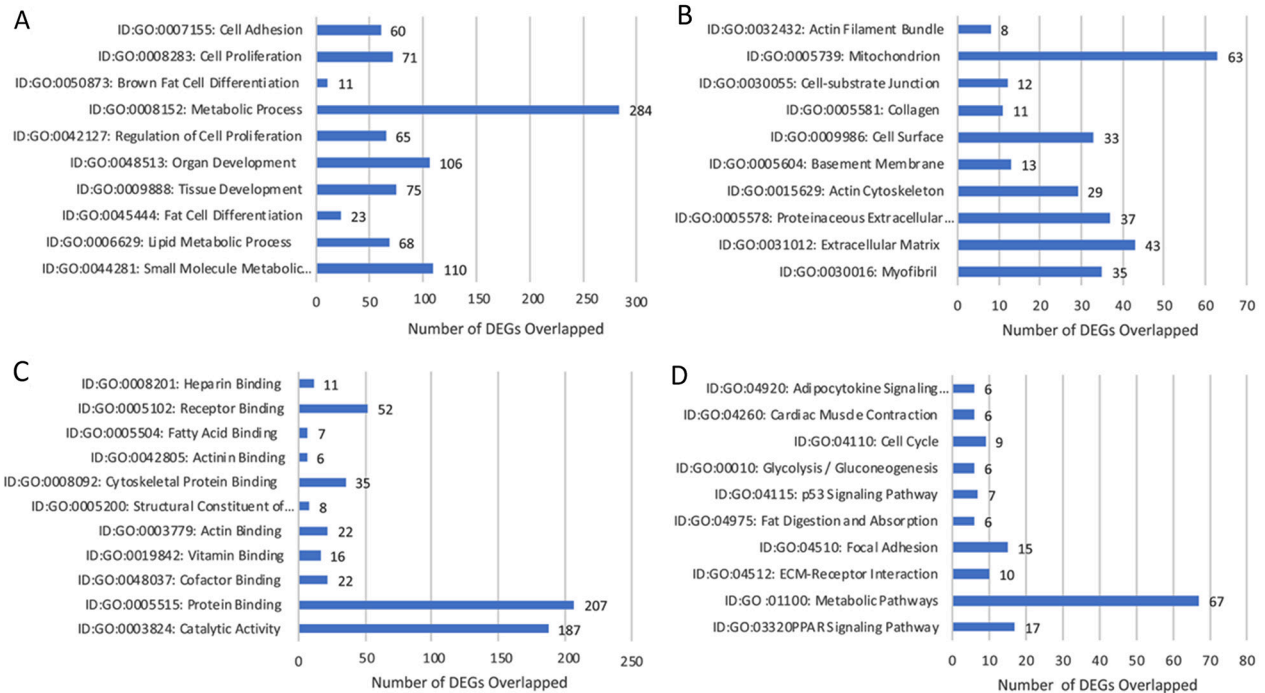 A
ID:GO:0007155: Cell Adhesion 60
ID:GO:0008283: Cell Proliferation 71
ID:GO:0050873: Brown Fat Cell Differentiation 11
ID:GO:0008152: Metabolic Process 284
ID:GO:0042127: Regulation of Cell Proliferation 65
ID:GO:0048513: Organ Development 106
ID:GO:0009888: Tissue Development 75
ID:GO:0045444: Fat Cell Differentiation 23
ID:GO:0006629: Lipid Metabolic Process 68
ID:GO:0044281: Small Molecule Metabolic... 110
0 50 100 150 200 250 300
Number of DEGs Overlapped
B
ID:GO:0032432: Actin Filament Bundle 8
ID:GO:0005739: Mitochondrion 63
ID:GO:0030055: Cell-substrate Junction 12
ID:GO:0005581: Collagen 11
ID:GO:0009986: Cell Surface 33
ID:GO:0005604: Basement Membrane 13
ID:GO:0015629: Actin Cytoskeleton 29
ID:GO:0005578: Proteinaceous Extracellular... 37
ID:GO:0031012: Extracellular Matrix 43
ID:GO:0030016: Myofibril 35
0 10 20 30 40 50 60 70
Number of DEGs Overlapped
C
ID:GO:0008201: Heparin Binding 11
ID:GO:0005102: Receptor Binding 52
ID:GO:0005504: Fatty Acid Binding 7
ID:GO:0042805: Actinin Binding 6
ID:GO:0008092: Cytoskeletal Protein Binding 35
ID:GO:0005200: Structural Constituent of... 8
ID:GO:0003779: Actin Binding 22
ID:GO:0019842: Vitamin Binding 16
ID:GO:0048037: Cofactor Binding 22
ID:GO:0005515: Protein Binding 207
ID:GO:0003824: Catalytic Activity 187
0 50 100 150 200 250
Number of DEGs Overlapped
D
ID:GO:04920: Adipocytokine Signaling... 6
ID:GO:04260: Cardiac Muscle Contraction 6
ID:GO:04110: Cell Cycle 9
ID:GO:00010: Glycolysis / Gluconeogenesis 6
ID:GO:04115: p53 Signaling Pathway 7
ID:GO:04975: Fat Digestion and Absorption 6
ID:GO:04510: Focal Adhesion 15
ID:GO:04512: ECM-Receptor Interaction 10
ID:GO :01100: Metabolic Pathways 67
ID:GO:03320PPAR Signaling Pathway 17
0 10 20 30 40 50 60 70 80
Number of DEGs Overlapped